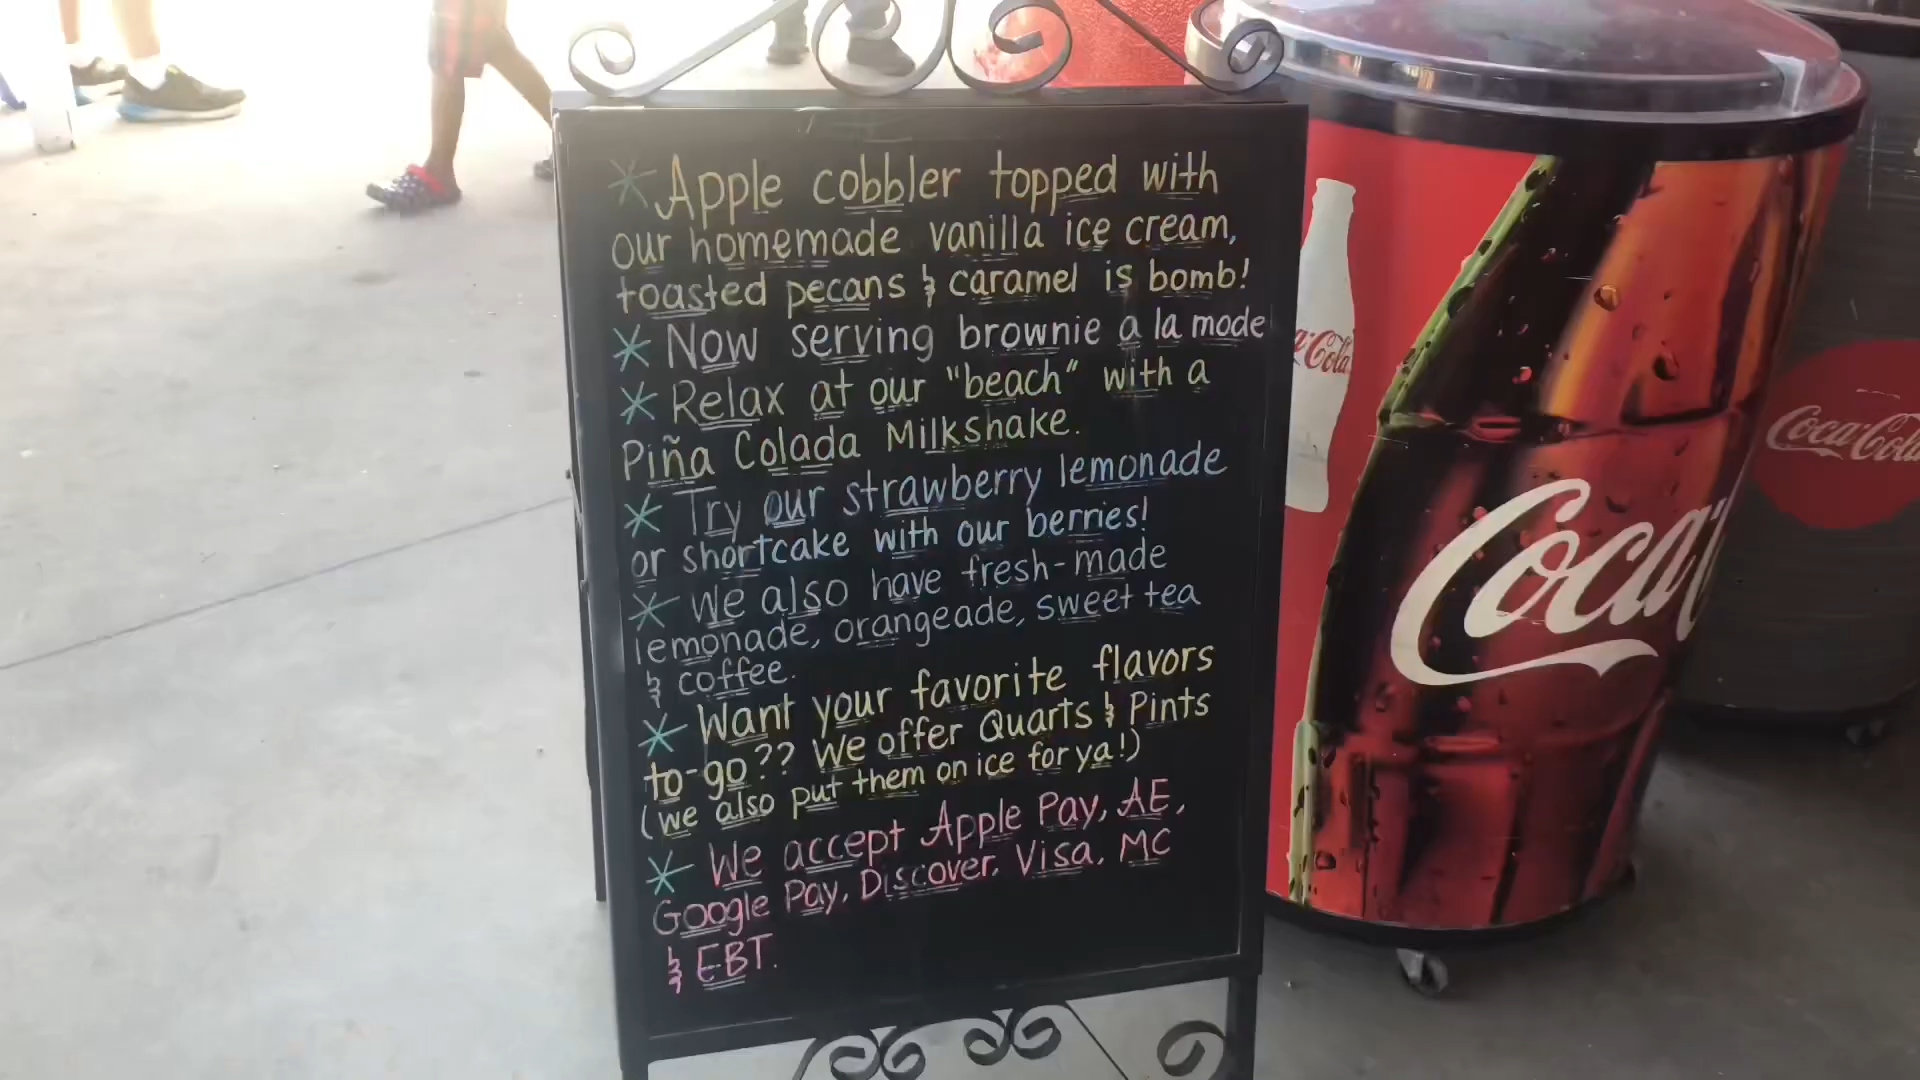 * Apple cobbler topped with
our homemade vanilla ice cream,
toasted pecans & caramel is bomb!
* Now serving brownie a la mode
* Relax at our "beach" with a
Piña Colada Milkshake.
* Try our strawberry lemonade
or shortcake with our berries!
* We also have fresh-made
lemonade, orangeade, sweet tea
& coffee.
* Want your favorite flavors
to-go?? We offer Quarts & Pints
(we also put them on ice for ya!)
* We accept Apple Pay, AE,
Google Pay, Discover, Visa, MC
& EBT.
a-Cola
Coca-
Coca-Cola